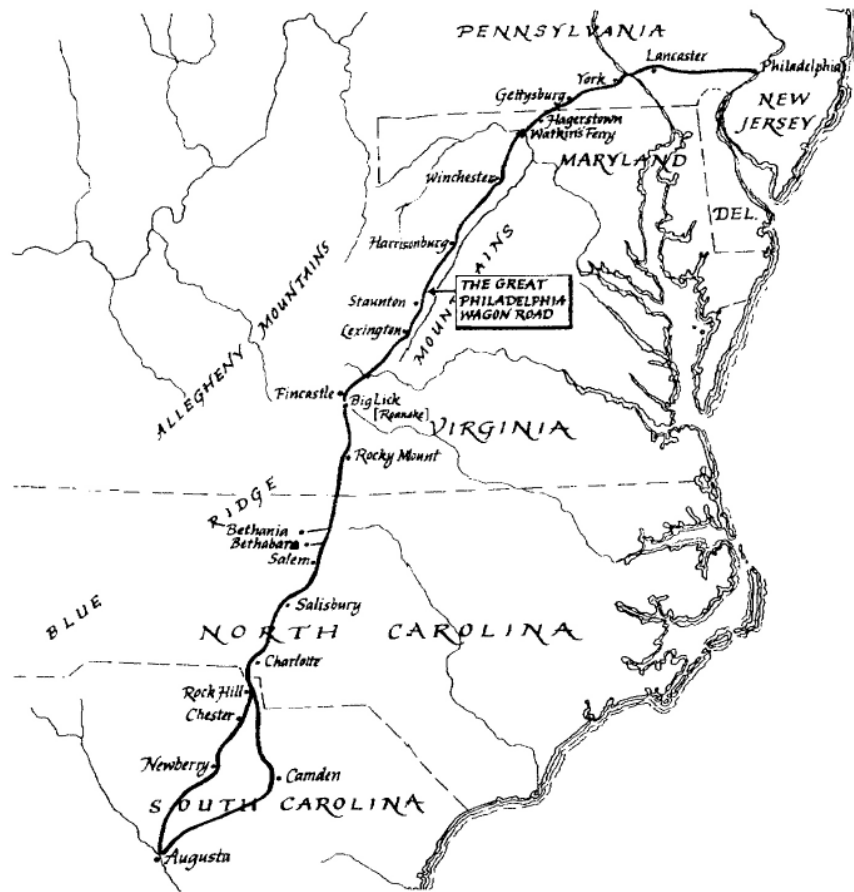 PENNSYLVANIA
Lancaster
Philadelphia
York
Gettysburg
NEW
JERSEY
Hagerstown
Watkin's Ferry
MARYLAND
Winchester
DEL.
Harrisonburg
THE GREAT
PHILADELPHIA
WAGON ROAD
Staunton
Lexington
MOUNTAINS
ALLEGHENY MOUNTAINS
Fincastle
Big Lick
[Roanake]
VIRGINIA
Rocky Mount
RIDGE
Bethania
Bethabara
Salem
Salisbury
BLUE
NORTH CAROLINA
Charlotte
Rock Hill
Chester
Newberry
Camden
SOUTH CAROLINA
Augusta